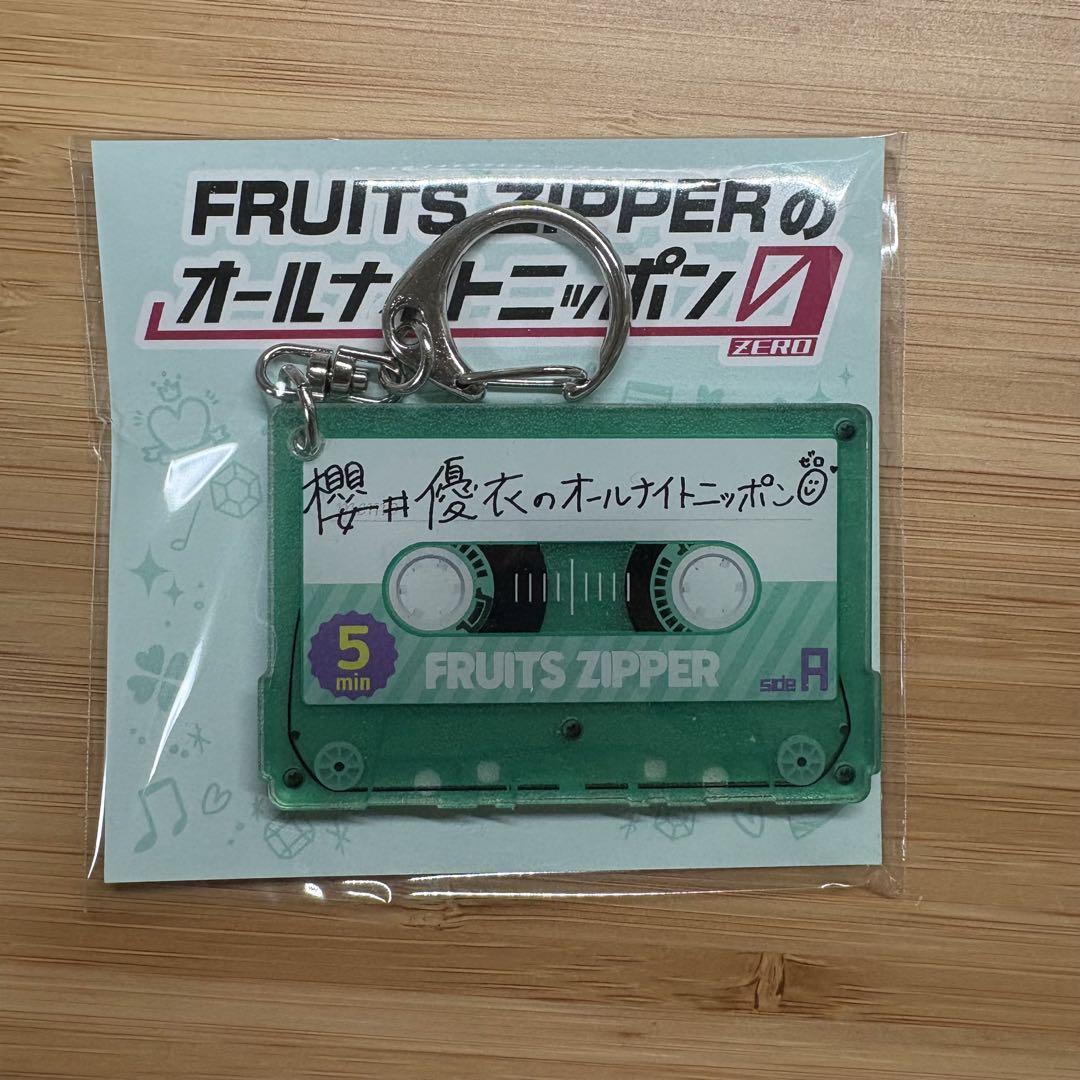 FRUITS ZIPPERの
オールナイトニッポン0
ZERO
ゼロ
櫻井優衣のオールナイトニッポン
5
min
FRUITS ZIPPER
side A